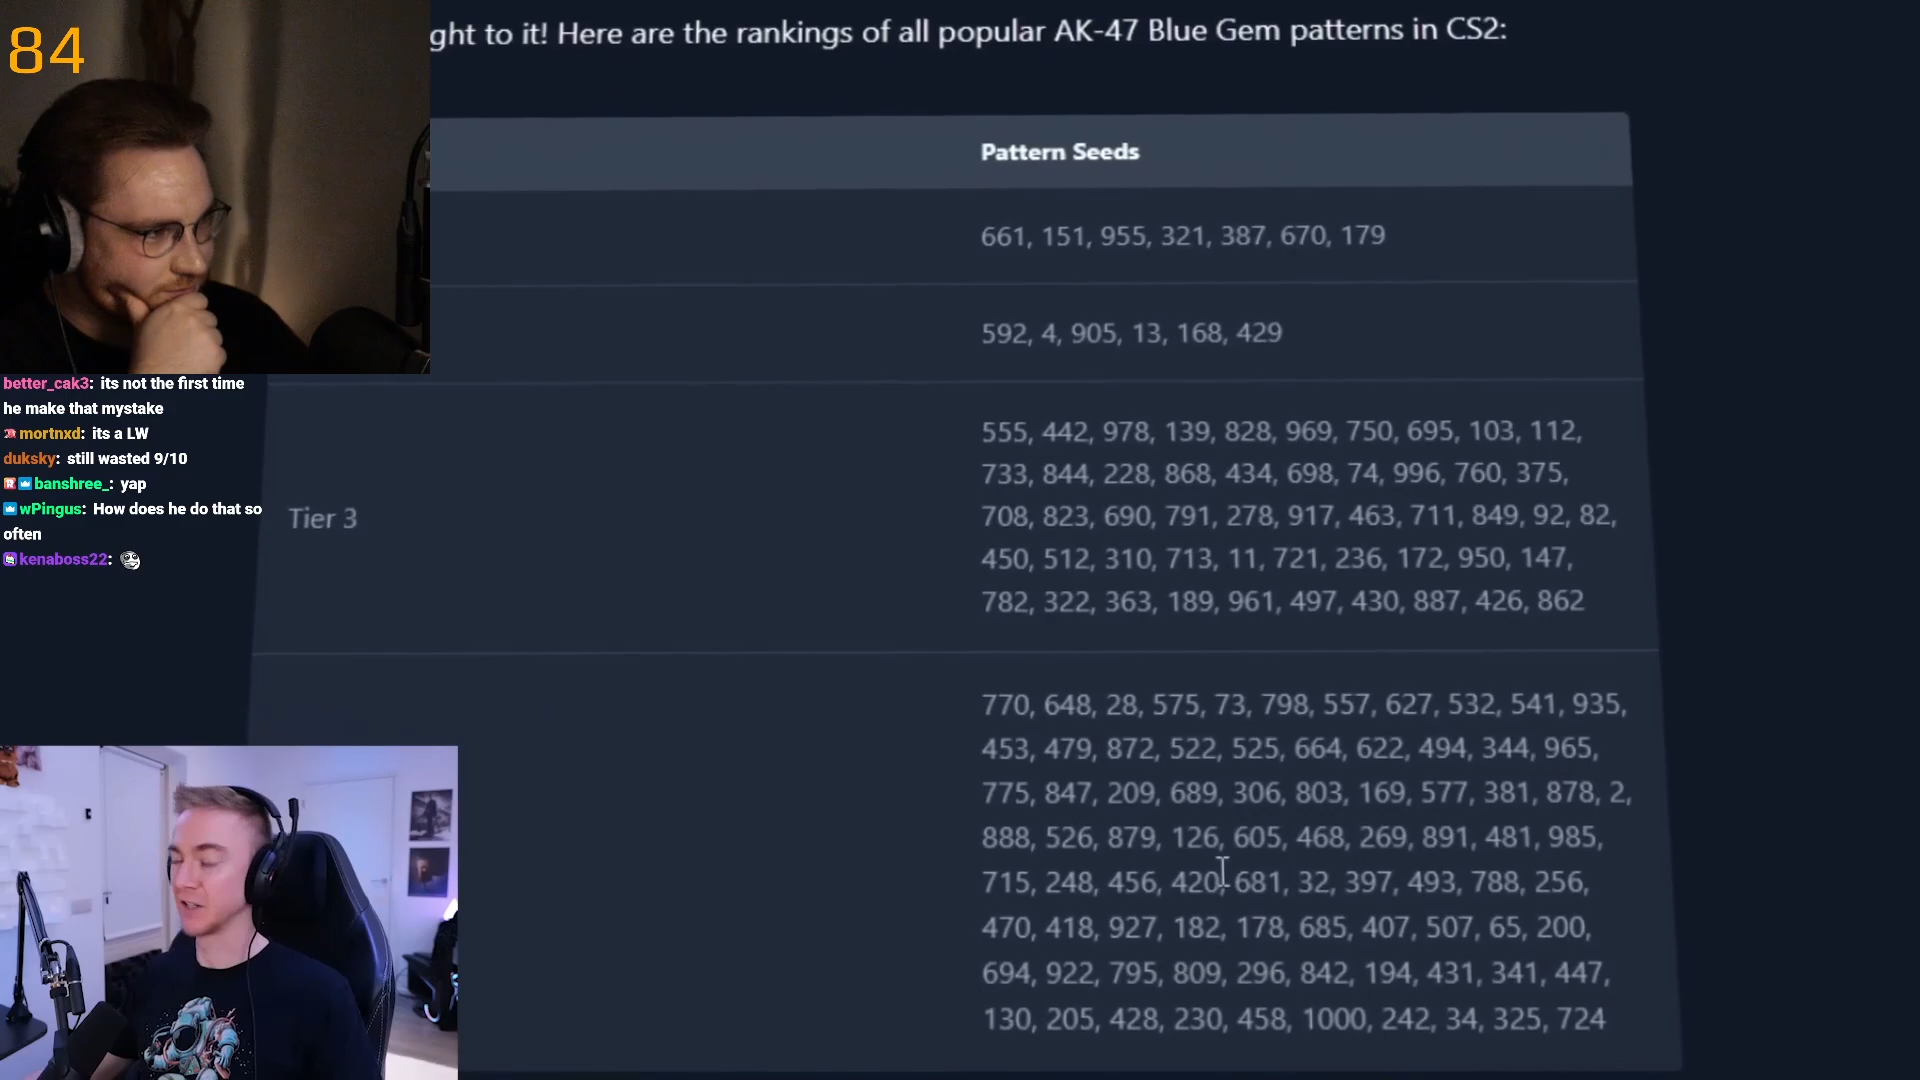 84
ght to it! Here are the rankings of all popular AK-47 Blue Gem patterns in CS2:
Pattern Seeds
661, 151, 955, 321, 387, 670, 179
592, 4, 905, 13, 168, 429
Tier 3
555, 442, 978, 139, 828, 969, 750, 695, 103, 112,
733, 844, 228, 868, 434, 698, 74, 996, 760, 375,
708, 823, 690, 791, 278, 917, 463, 711, 849, 92, 82,
450, 512, 310, 713, 11, 721, 236, 172, 950, 147,
782, 322, 363, 189, 961, 497, 430, 887, 426, 862
770, 648, 28, 575, 73, 798, 557, 627, 532, 541, 935,
453, 479, 872, 522, 525, 664, 622, 494, 344, 965,
775, 847, 209, 689, 306, 803, 169, 577, 381, 878, 2,
888, 526, 879, 126, 605, 468, 269, 891, 481, 985,
715, 248, 456, 420, 681, 32, 397, 493, 788, 256,
470, 418, 927, 182, 178, 685, 407, 507, 65, 200,
694, 922, 795, 809, 296, 842, 194, 431, 341, 447,
130, 205, 428, 230, 458, 1000, 242, 34, 325, 724
better_cak3: its not the first time
he make that mystake
mortnxd: its a LW
duksky: still wasted 9/10
banshree_: yap
wPingus: How does he do that so
often
kenaboss22: